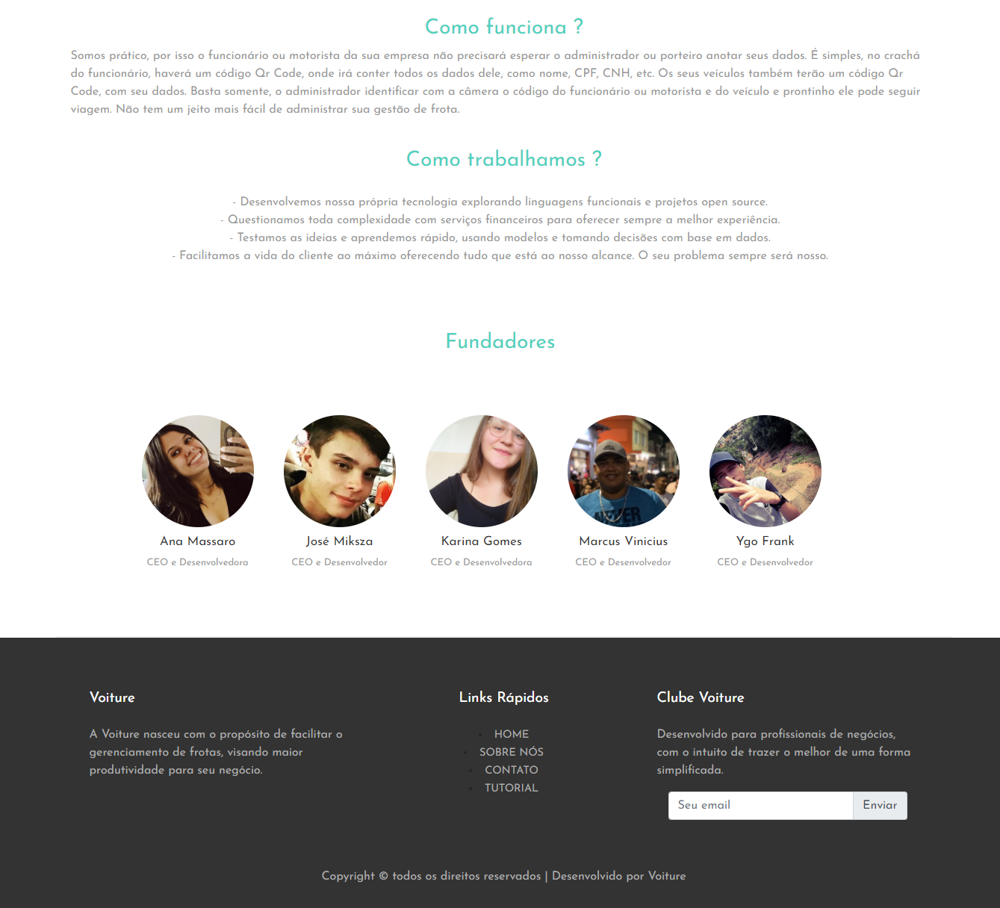 Como funciona ?
Somos prático, por isso o funcionário ou motorista da sua empresa não precisará esperar o administrador ou porteiro anotar seus dados. É simples, no crachá
do funcionário, haverá um código Qr Code, onde irá conter todos os dados dele, como nome, CPF, CNH, etc. Os seus veículos também terão um código Qr
Code, com seu dados. Basta somente, o administrador identificar com a câmera o código do funcionário ou motorista e do veículo e prontinho ele pode seguir
viagem. Não tem um jeito mais fácil de administrar sua gestão de frota.
Como trabalhamos ?
- Desenvolvemos nossa própria tecnologia explorando linguagens funcionais e projetos open source.
- Questionamos toda complexidade com serviços financeiros para oferecer sempre a melhor experiência.
- Testamos as ideias e aprendemos rápido, usando modelos e tomando decisões com base em dados.
- Facilitamos a vida do cliente ao máximo oferecendo tudo que está ao nosso alcance. O seu problema sempre será nosso.
Fundadores
NEVER
Ana Massaro
CEO e Desenvolvedora
José Miksza
CEO e Desenvolvedor
Karina Gomes
CEO e Desenvolvedora
Marcus Vinicius
CEO e Desenvolvedor
Ygo Frank
CEO e Desenvolvedor
Voiture
A Voiture nasceu com o propósito de facilitar o
gerenciamento de frotas, visando maior
produtividade para seu negócio.
Links Rápidos
• HOME
• SOBRE NÓS
• CONTATO
• TUTORIAL
Clube Voiture
Desenvolvido para profissionais de negócios,
com o intuito de trazer o melhor de uma forma
simplificada.
Seu email
Enviar
Copyright © todos os direitos reservados | Desenvolvido por Voiture